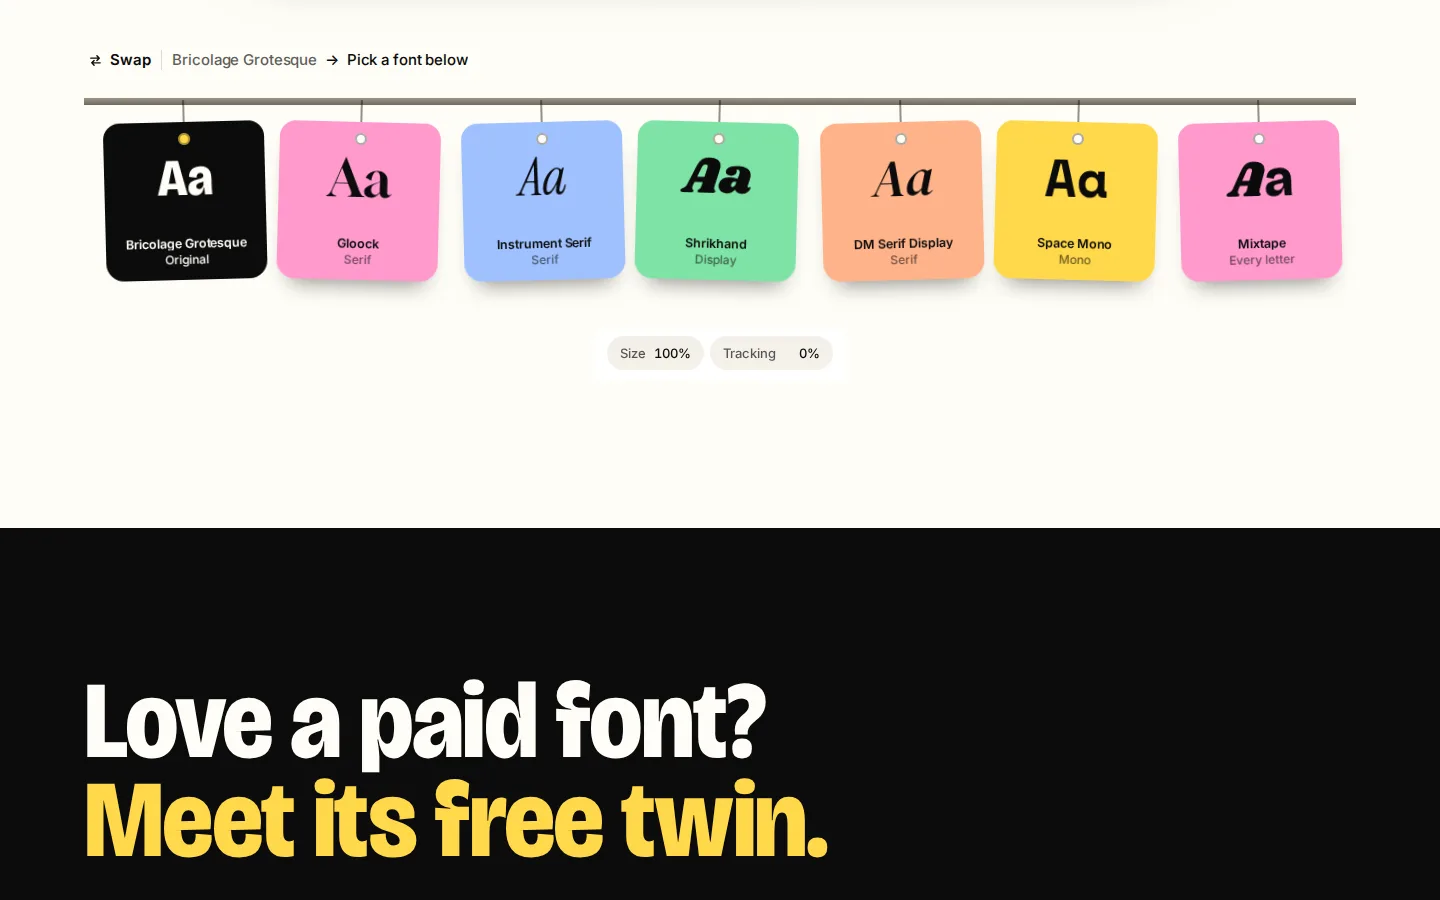 Swap Bricolage Grotesque → Pick a font below
Aa
Bricolage Grotesque
Original
Aa
Gloock
Serif
Aa
Instrument Serif
Serif
Aa
Shrikhand
Display
Aa
DM Serif Display
Serif
Aa
Space Mono
Mono
Aa
Mixtape
Every letter
Size 100% Tracking 0%
Love a paid font?
Meet its free twin.